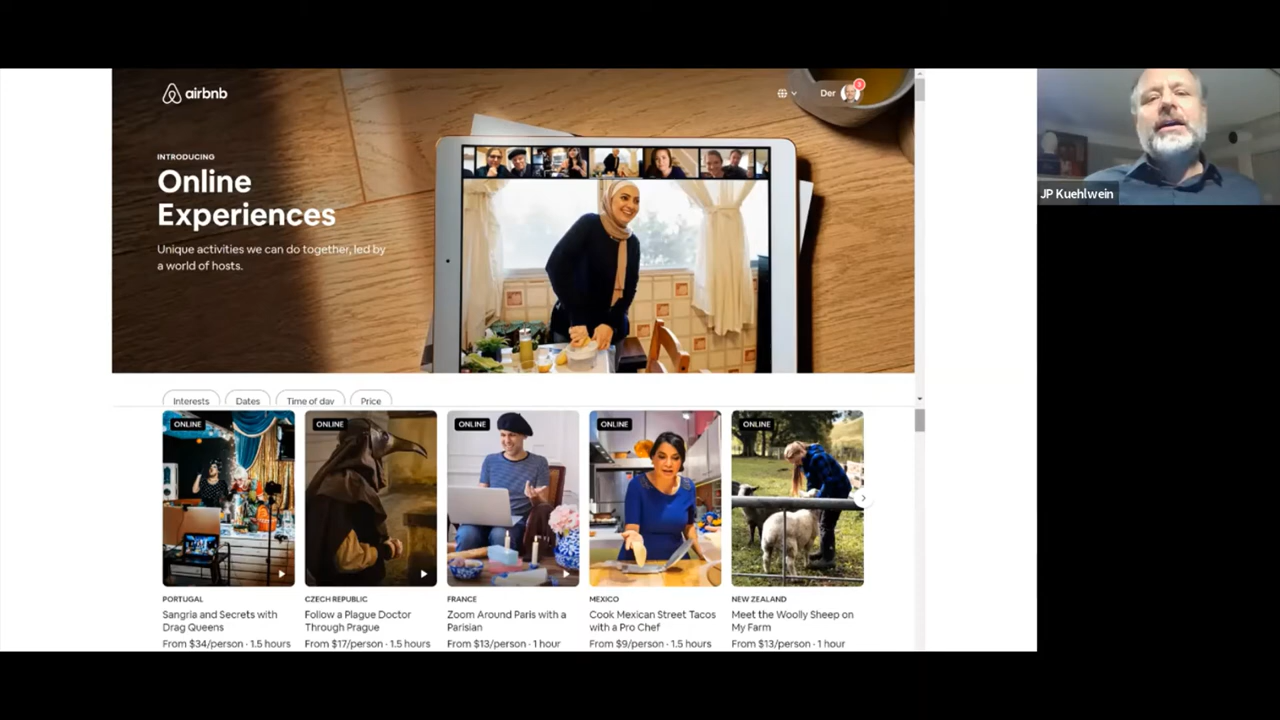 airbnb
Der
3
INTRODUCING
Online
Experiences
Unique activities we can do together, led by
a world of hosts.
JP Kuehlwein
Interests
Dates
Time of day
Price
ONLINE
ONLINE
ONLINE
ONLINE
ONLINE
PORTUGAL
Sangria and Secrets with
Drag Queens
From $34/person · 1.5 hours
CZECH REPUBLIC
Follow a Plague Doctor
Through Prague
From $17/person · 1.5 hours
FRANCE
Zoom Around Paris with a
Parisian
From $13/person · 1 hour
MEXICO
Cook Mexican Street Tacos
with a Pro Chef
From $9/person · 1.5 hours
NEW ZEALAND
Meet the Woolly Sheep on
My Farm
From $13/person · 1 hour